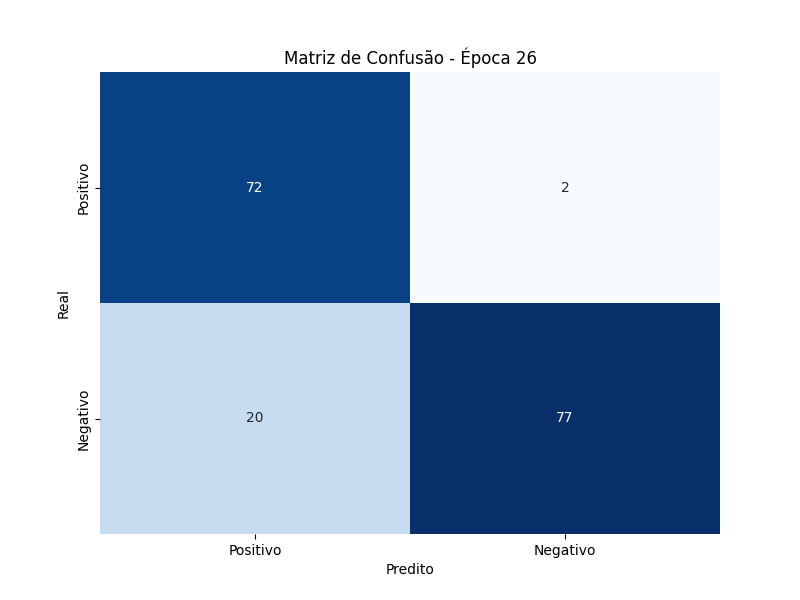 Matriz de Confusão - Época 26
Positivo
72
2
Real
Negativo
20
77
Positivo
Negativo
Predito